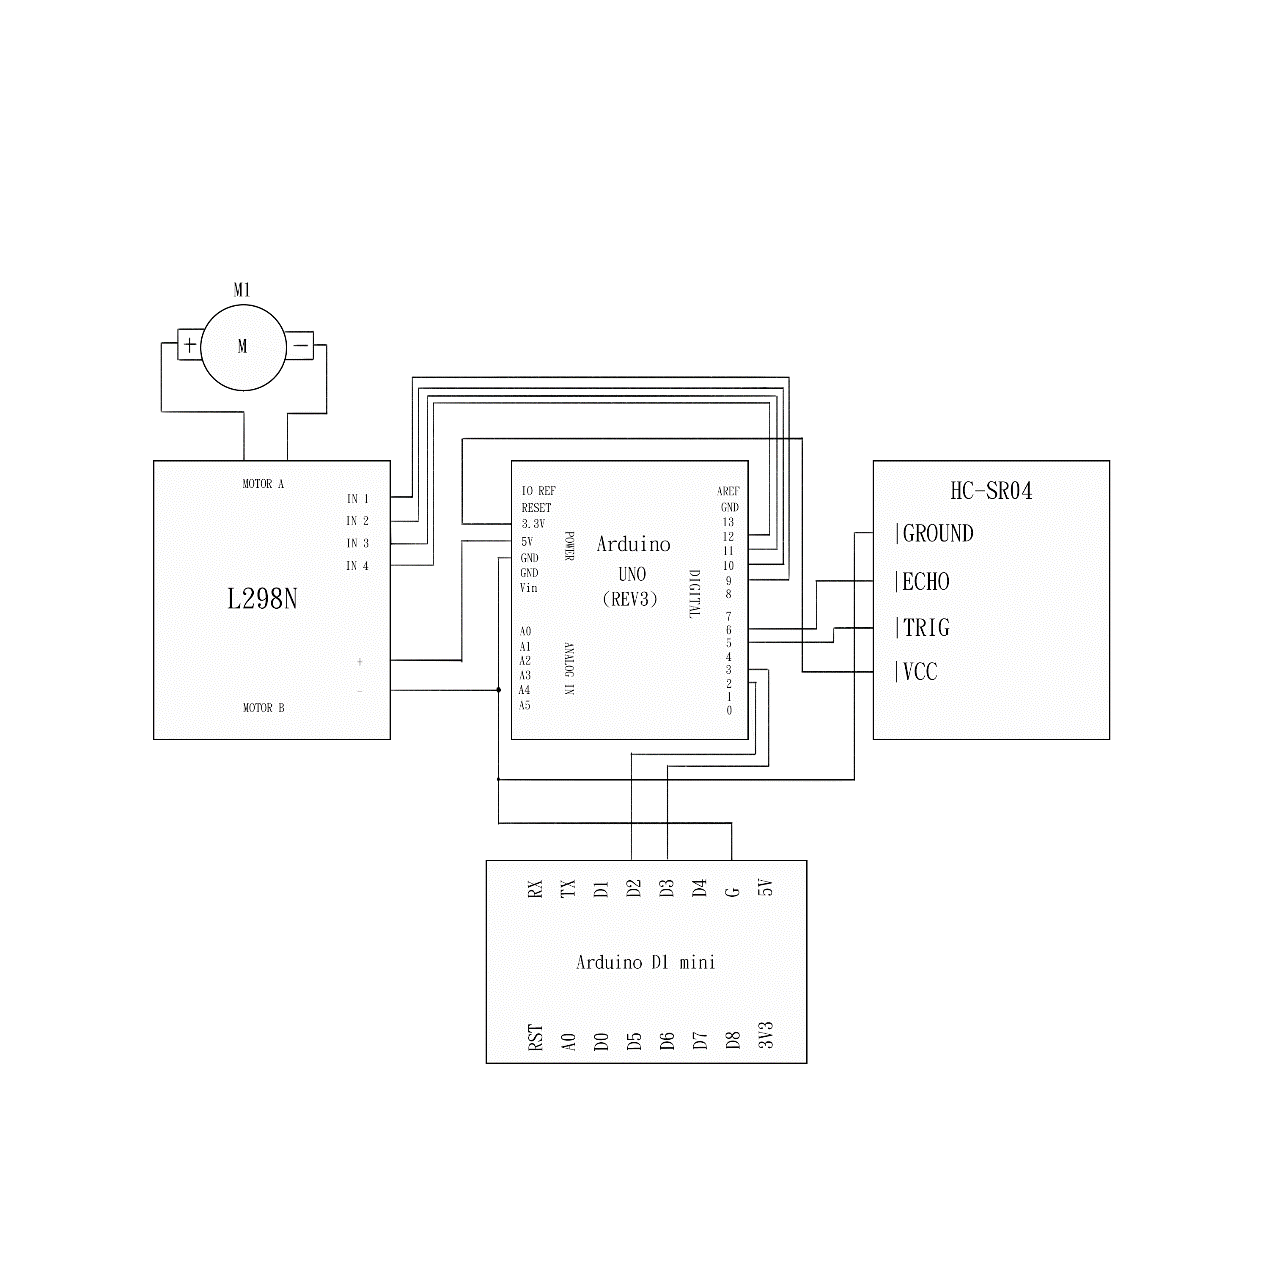 M1
+
M
−
MOTOR A
IN 1
IN 2
IN 3
IN 4
L298N
+
−
MOTOR B
IO REF
RESET
3.3V
5V
GND
GND
Vin
POWER
A0
A1
A2
A3
A4
A5
ANALOG IN
Arduino
UNO
(REV3)
AREF
GND
13
12
11
10
9
8
7
6
5
4
3
2
1
0
DIGITAL
HC-SR04
|GROUND
|ECHO
|TRIG
|VCC
RX
TX
D1
D2
D3
D4
G
5V
Arduino D1 mini
RST
A0
D0
D5
D6
D7
D8
3V3